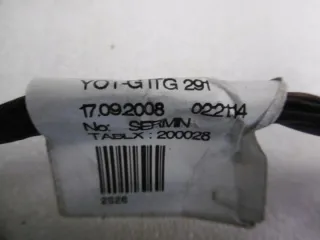 YOT-GITG 291
17.09.2008 022114
No: SERMIN
TABLX: 200028
2526